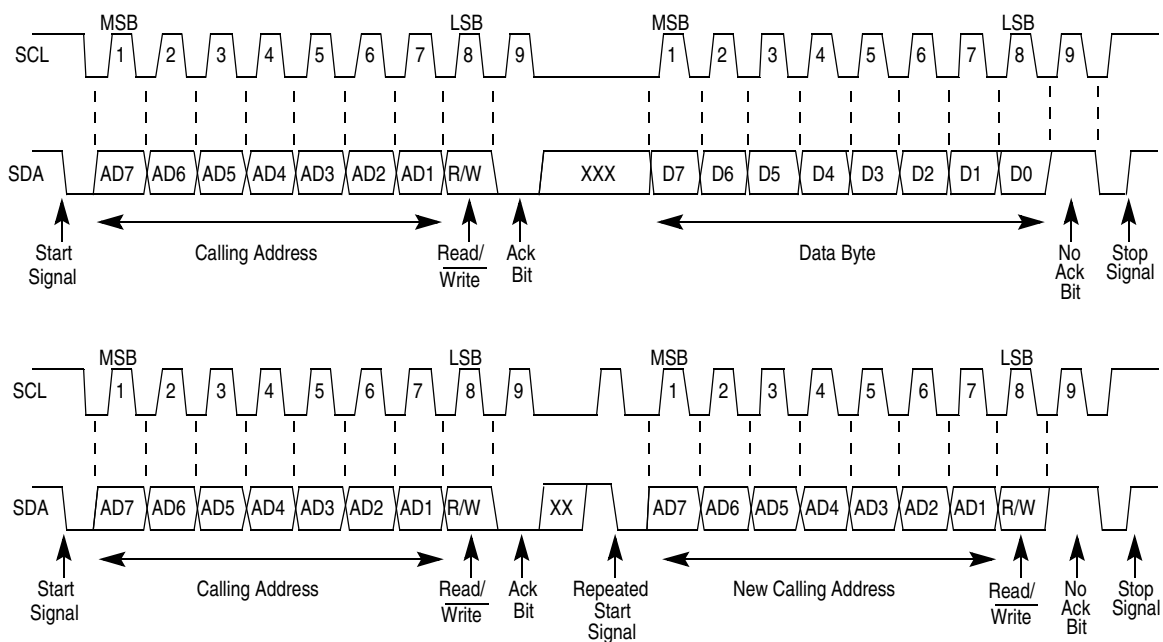 MSB LSB MSB LSB
SCL 1 2 3 4 5 6 7 8 9 1 2 3 4 5 6 7 8 9
SDA AD7 AD6 AD5 AD4 AD3 AD2 AD1 R/W XXX D7 D6 D5 D4 D3 D2 D1 D0
Start Signal
Calling Address
Read/Write
Ack Bit
Data Byte
No Ack Bit
Stop Signal
MSB LSB MSB LSB
SCL 1 2 3 4 5 6 7 8 9 1 2 3 4 5 6 7 8 9
SDA AD7 AD6 AD5 AD4 AD3 AD2 AD1 R/W XX AD7 AD6 AD5 AD4 AD3 AD2 AD1 R/W
Start Signal
Calling Address
Read/Write
Ack Bit
Repeated Start Signal
New Calling Address
Read/Write
No Ack Bit
Stop Signal